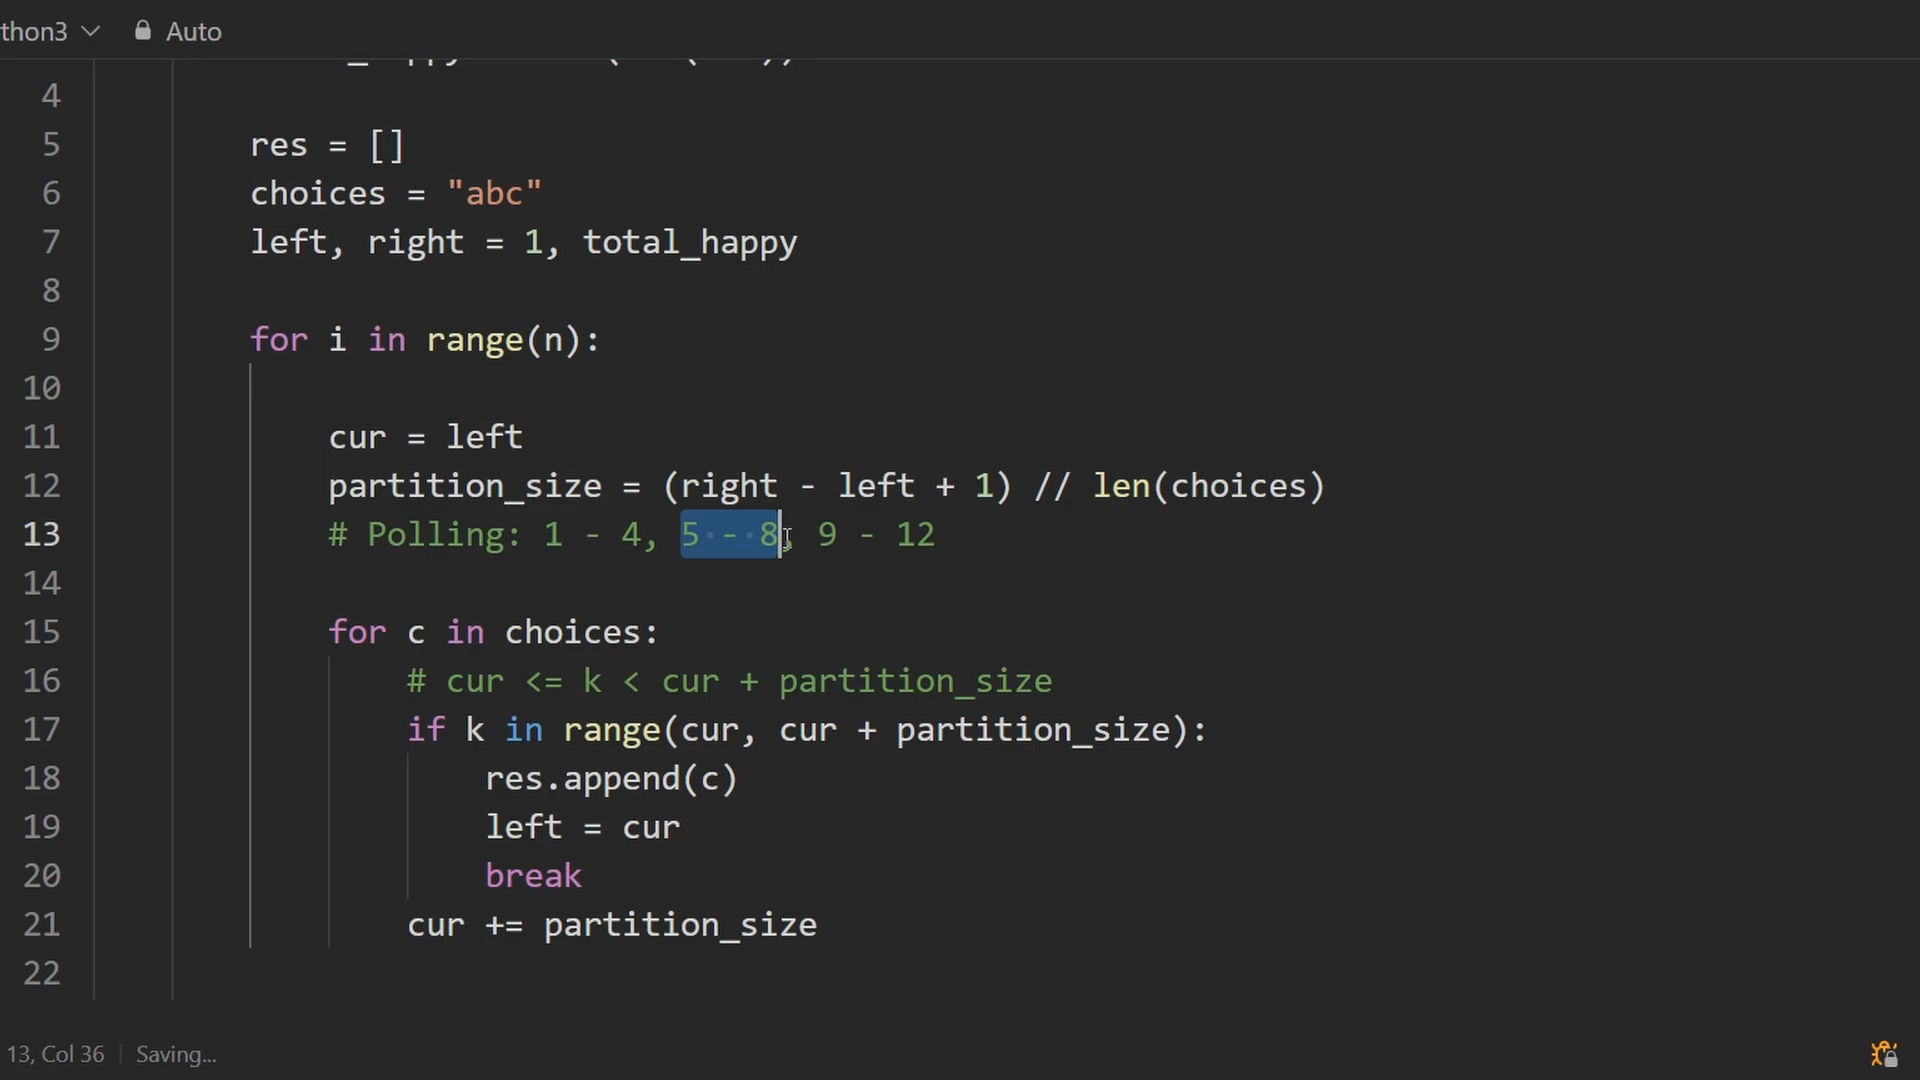 thon3 Auto
4
5 res = []
6 choices = "abc"
7 left, right = 1, total_happy
8
9 for i in range(n):
10
11 cur = left
12 partition_size = (right - left + 1) // len(choices)
13 # Polling: 1 - 4, 5 - 8, 9 - 12
14
15 for c in choices:
16 # cur <= k < cur + partition_size
17 if k in range(cur, cur + partition_size):
18 res.append(c)
19 left = cur
20 break
21 cur += partition_size
22
13, Col 36 Saving...